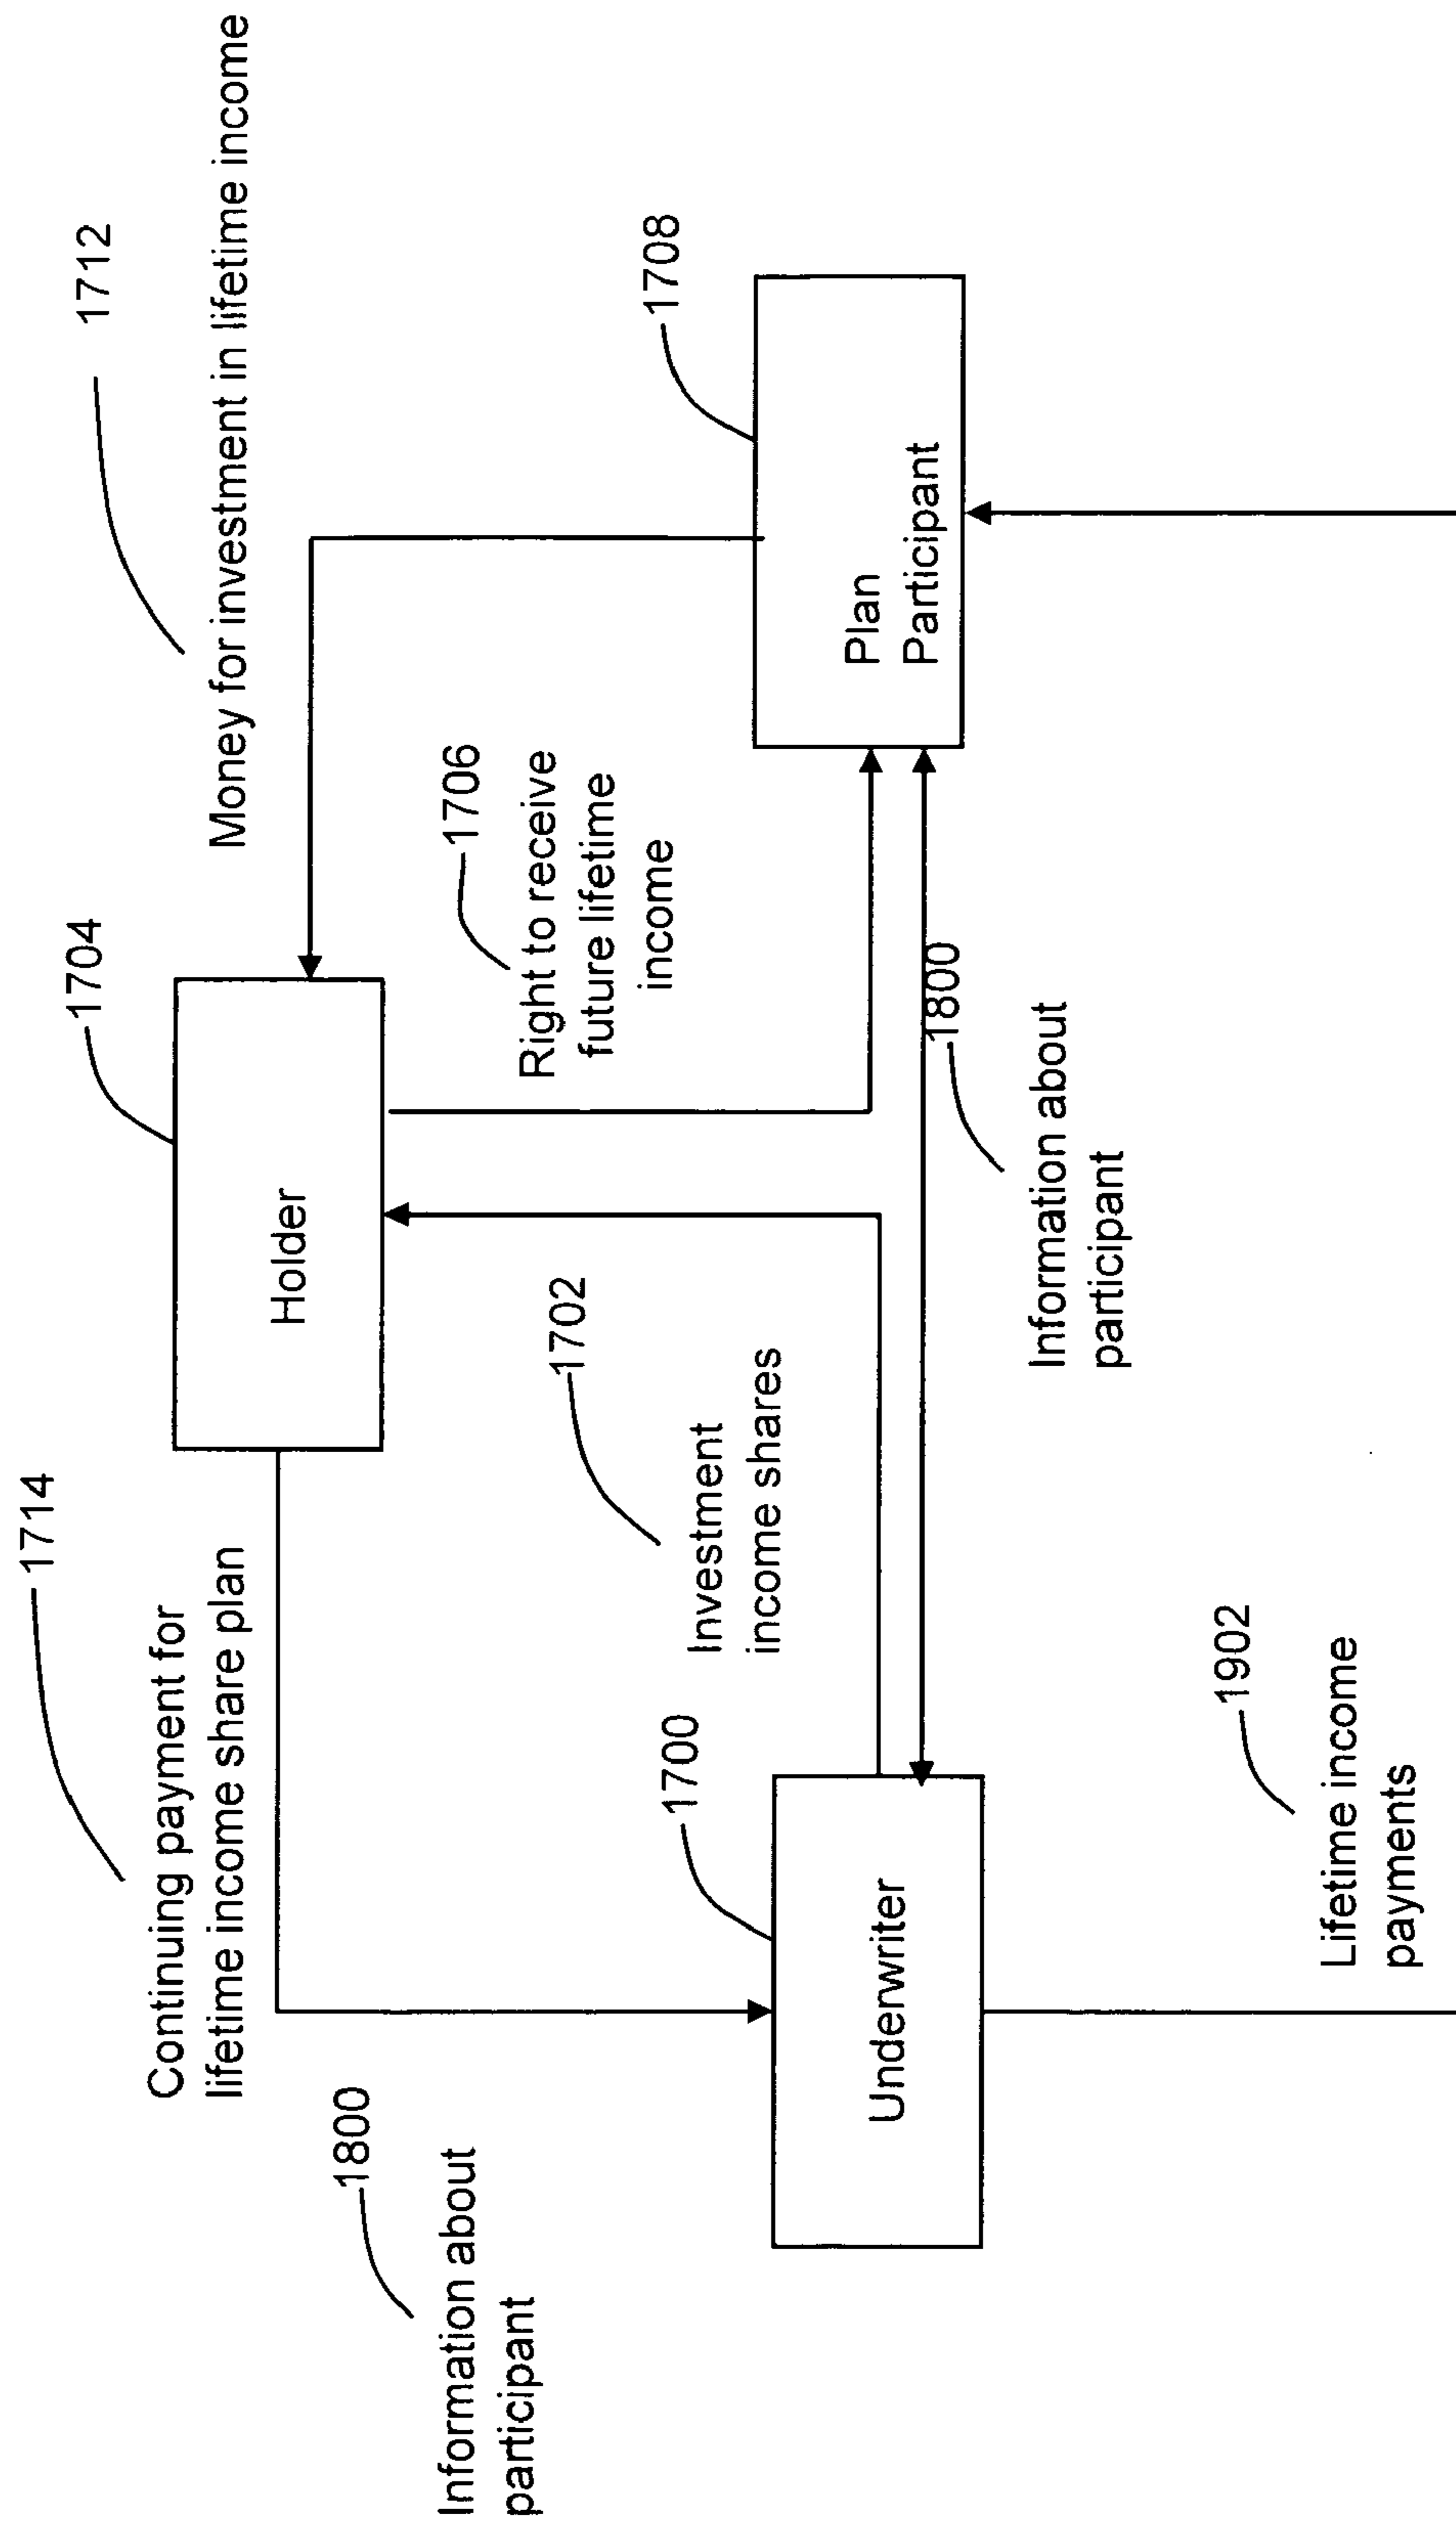 1714
Continuing payment for
lifetime income share plan
1704
Holder
1712
Money for investment in lifetime income
1800
Information about
participant
1702
Investment
income shares
1706
Right to receive
future lifetime
income
1700
Underwriter
1708
Plan
Participant
1800
Information about
participant
1902
Lifetime income
payments